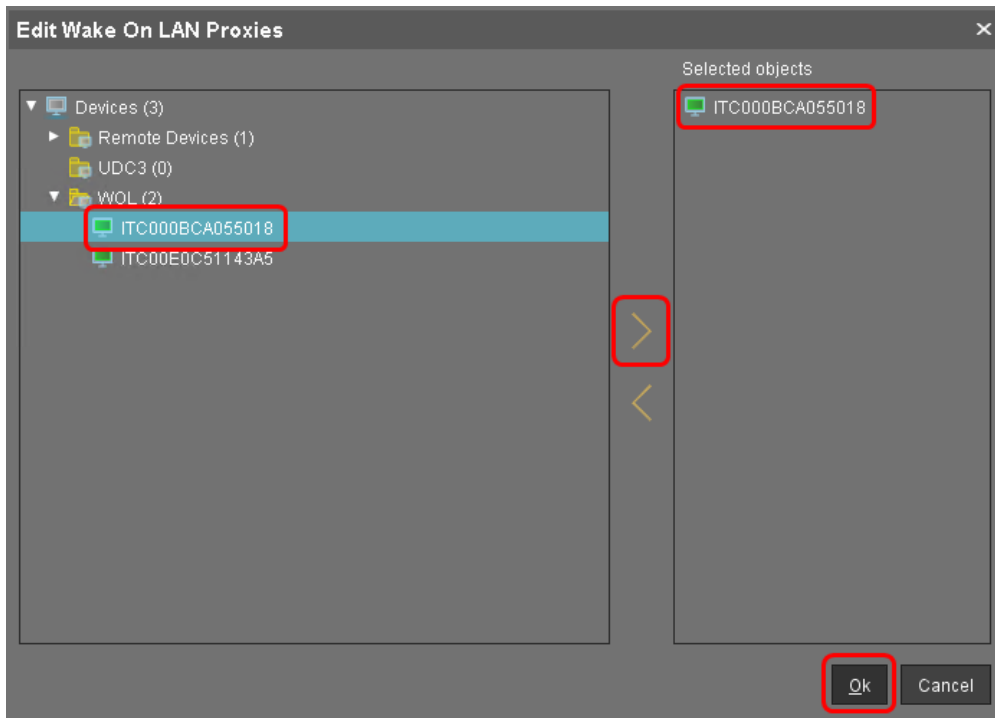 Edit Wake On LAN Proxies
Selected objects
Devices (3)
Remote Devices (1)
UDC3 (0)
WOL (2)
ITC000BCA055018
ITC00E0C51143A5
ITC000BCA055018
Ok
Cancel